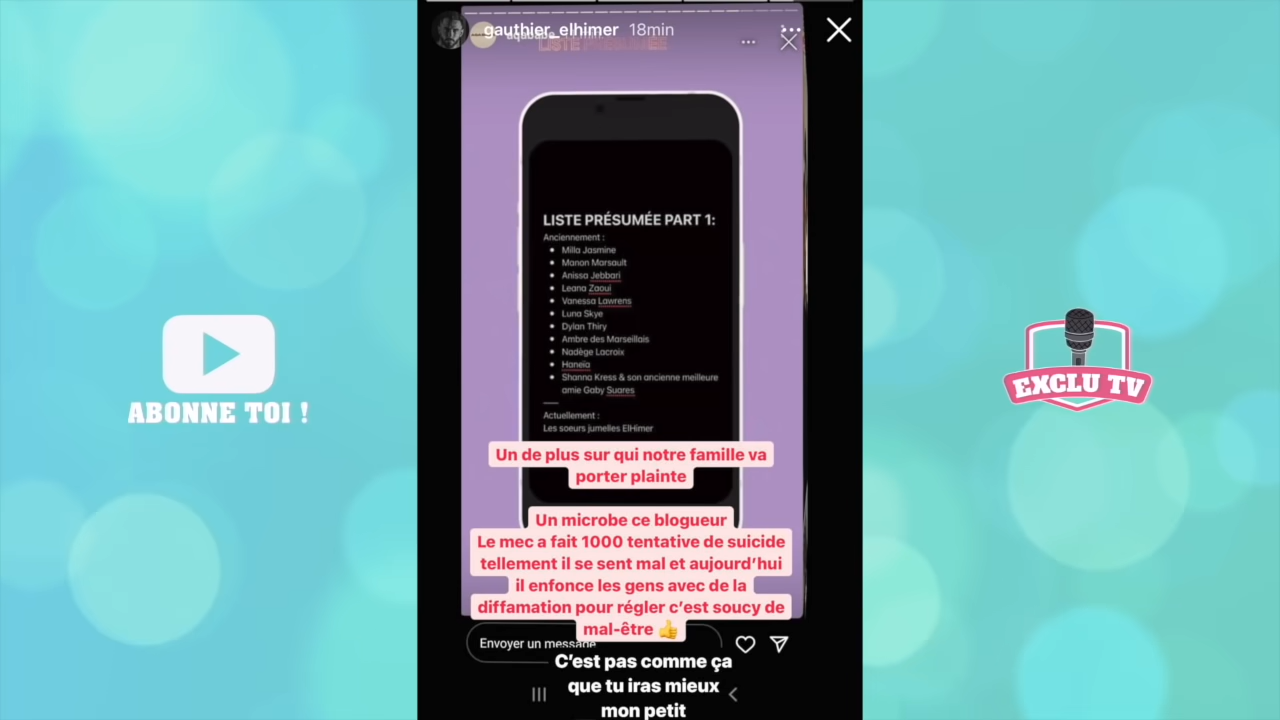 gauthier_elhimer 18min
LISTE PRÉSUMÉE
LISTE PRÉSUMÉE PART 1:
Anciennement :
Milla Jasmine
Manon Marsault
Anissa Jebbari
Leana Zaoui
Vanessa Lawrens
Luna Skye
Dylan Thiry
Ambre des Marseillais
Nadège Lacroix
Haneia
Shanna Kress & son ancienne meilleure
amie Gaby Suares
Actuellement :
Les soeurs jumelles ElHimer
Un de plus sur qui notre famille va
porter plainte
Un microbe ce blogueur
Le mec a fait 1000 tentative de suicide
tellement il se sent mal et aujourd’hui
il enfonce les gens avec de la
diffamation pour régler c’est soucy de
mal-être 👍
Envoyer un message
C’est pas comme ça
que tu iras mieux
mon petit
ABONNE TOI !
EXCLU TV